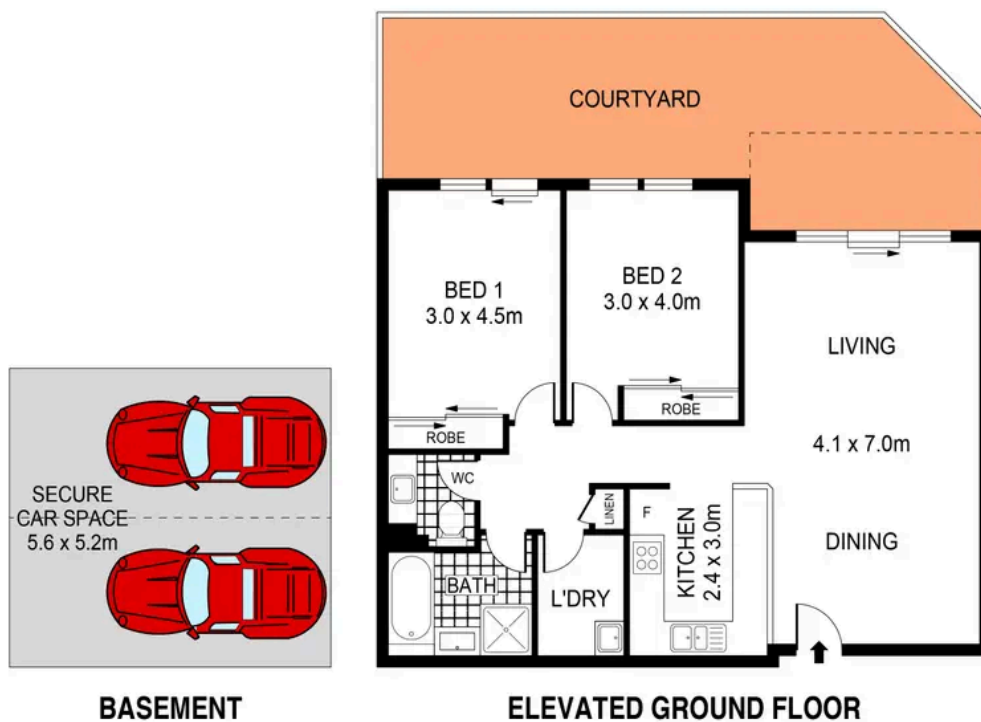 COURTYARD
BED 1
3.0 x 4.5m
BED 2
3.0 x 4.0m
LIVING
ROBE
ROBE
4.1 x 7.0m
WC
LINEN
F
KITCHEN
2.4 x 3.0m
DINING
BATH
L'DRY
SECURE
CAR SPACE
5.6 x 5.2m
BASEMENT
ELEVATED GROUND FLOOR